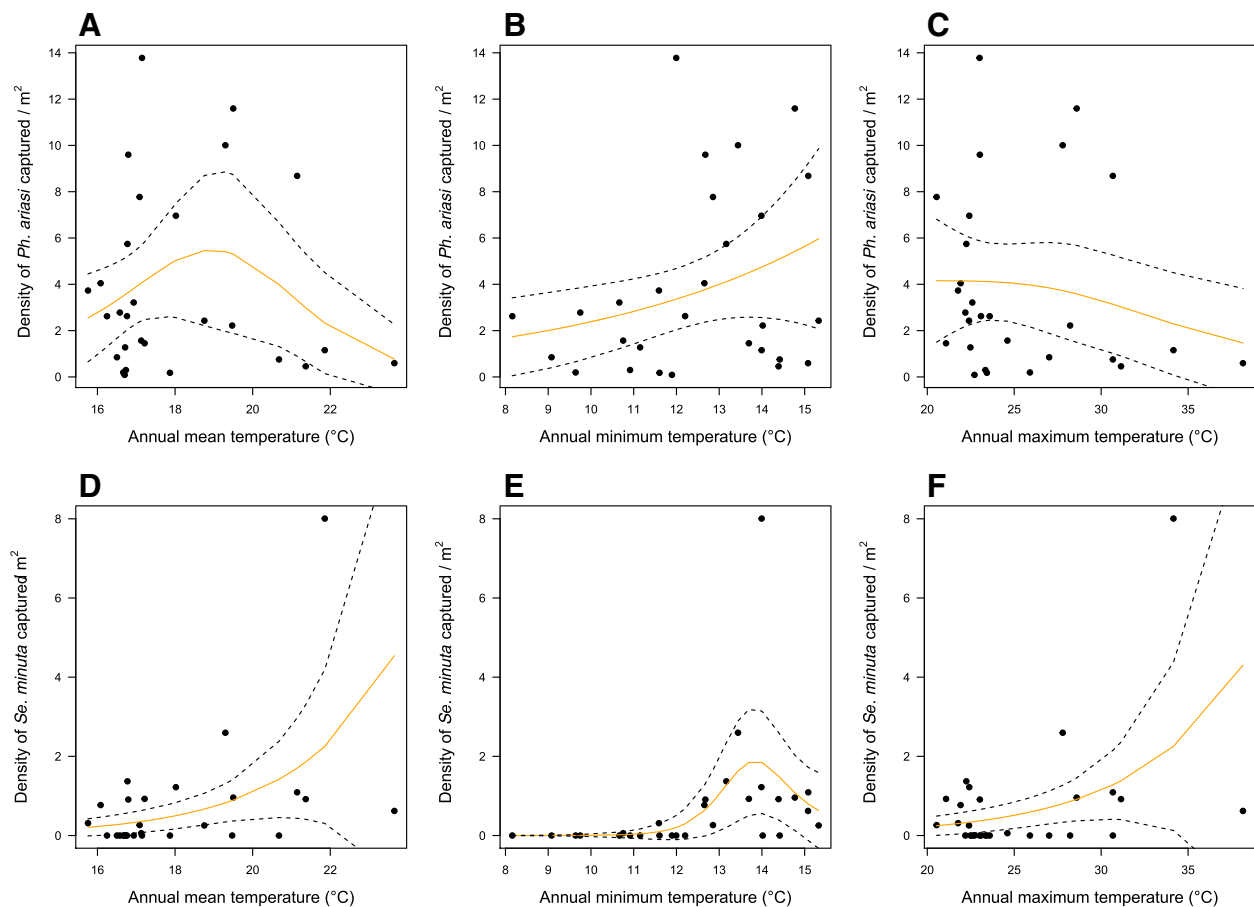 A
Density of Ph. ariasi captured / m²
14
12
10
8
6
4
2
0
16 18 20 22
Annual mean temperature (°C)
B
Density of Ph. ariasi captured / m²
14
12
10
8
6
4
2
0
8 9 10 11 12 13 14 15
Annual minimum temperature (°C)
C
Density of Ph. ariasi captured / m²
14
12
10
8
6
4
2
0
20 25 30 35
Annual maximum temperature (°C)
D
Density of Se. minuta captured m²
8
6
4
2
0
16 18 20 22
Annual mean temperature (°C)
E
Density of Se. minuta captured / m²
8
6
4
2
0
8 9 10 11 12 13 14 15
Annual minimum temperature (°C)
F
Density of Se. minuta captured / m²
8
6
4
2
0
20 25 30 35
Annual maximum temperature (°C)